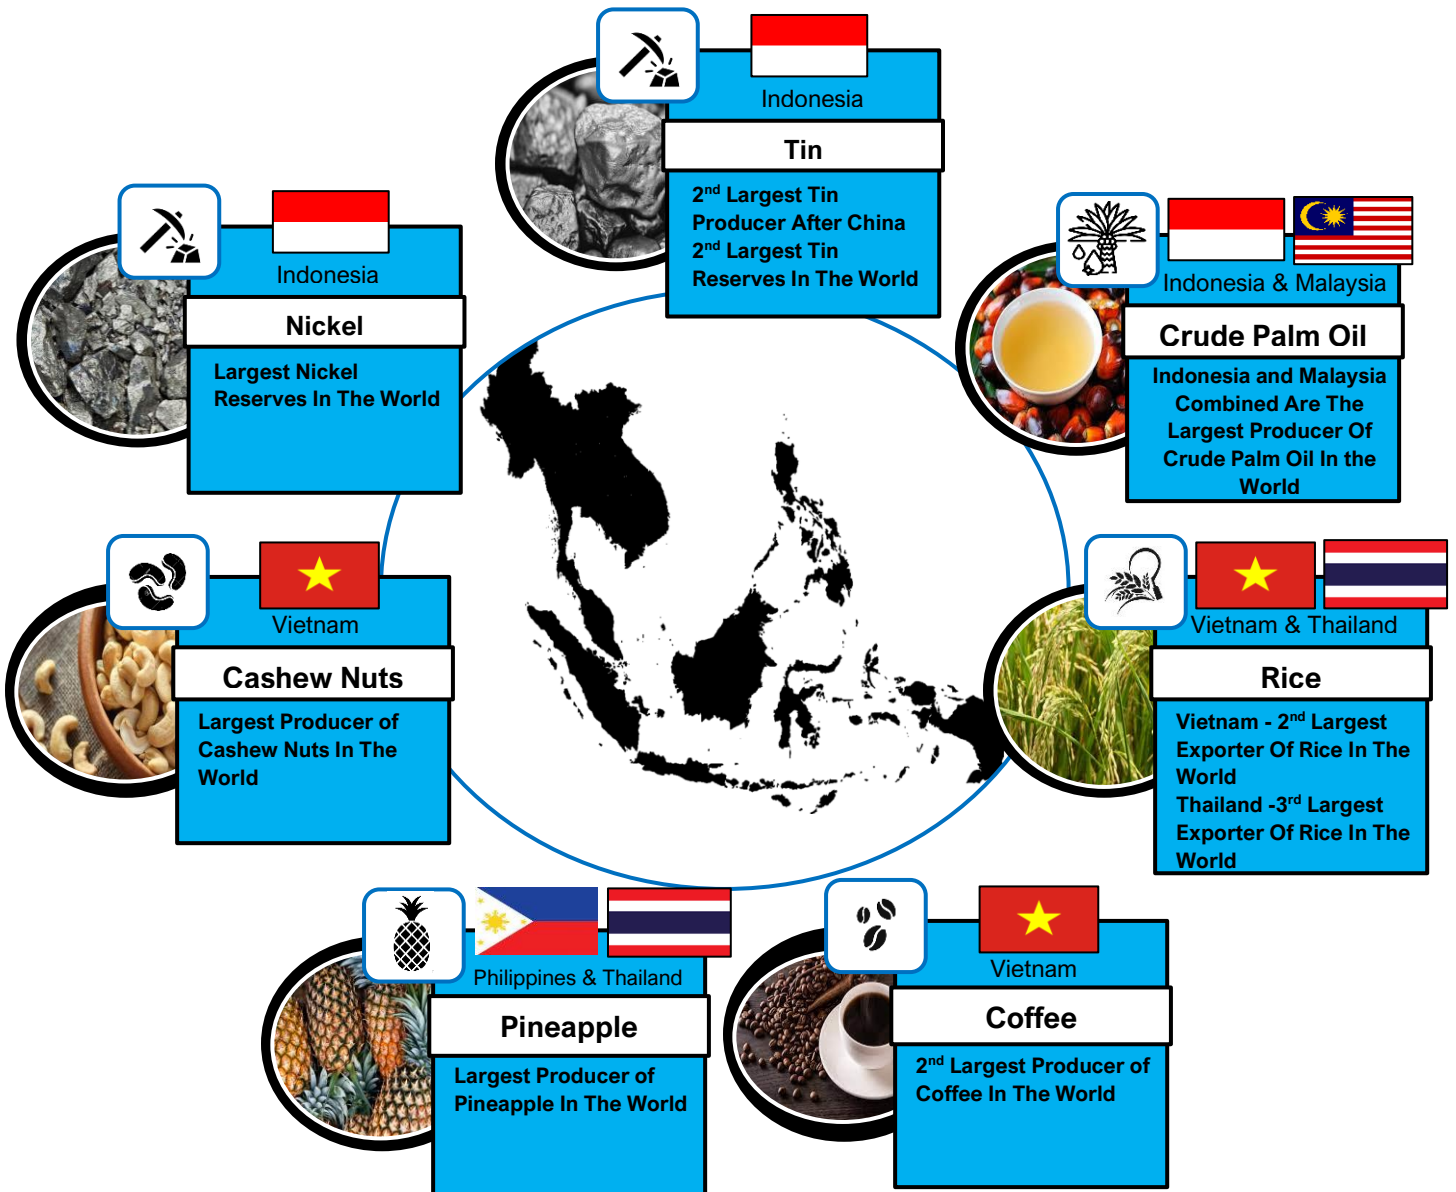 Indonesia
Tin
2nd Largest Tin
Producer After China
2nd Largest Tin
Reserves In The World
Indonesia
Nickel
Largest Nickel
Reserves In The World
Indonesia & Malaysia
Crude Palm Oil
Indonesia and Malaysia
Combined Are The
Largest Producer Of
Crude Palm Oil In the
World
Vietnam
Cashew Nuts
Largest Producer of
Cashew Nuts In The
World
Vietnam & Thailand
Rice
Vietnam - 2nd Largest
Exporter Of Rice In The
World
Thailand -3rd Largest
Exporter Of Rice In The
World
Philippines & Thailand
Pineapple
Largest Producer of
Pineapple In The World
Vietnam
Coffee
2nd Largest Producer of
Coffee In The World